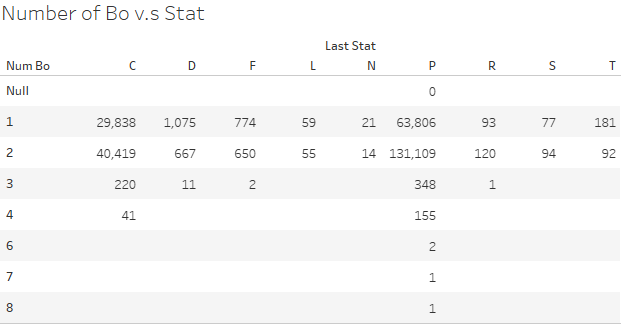 Number of Bo v.s Stat
Last Stat
Num Bo C D F L N P R S T
Null 0
1 29,838 1,075 774 59 21 63,806 93 77 181
2 40,419 667 650 55 14 131,109 120 94 92
3 220 11 2 348 1
4 41 155
6 2
7 1
8 1